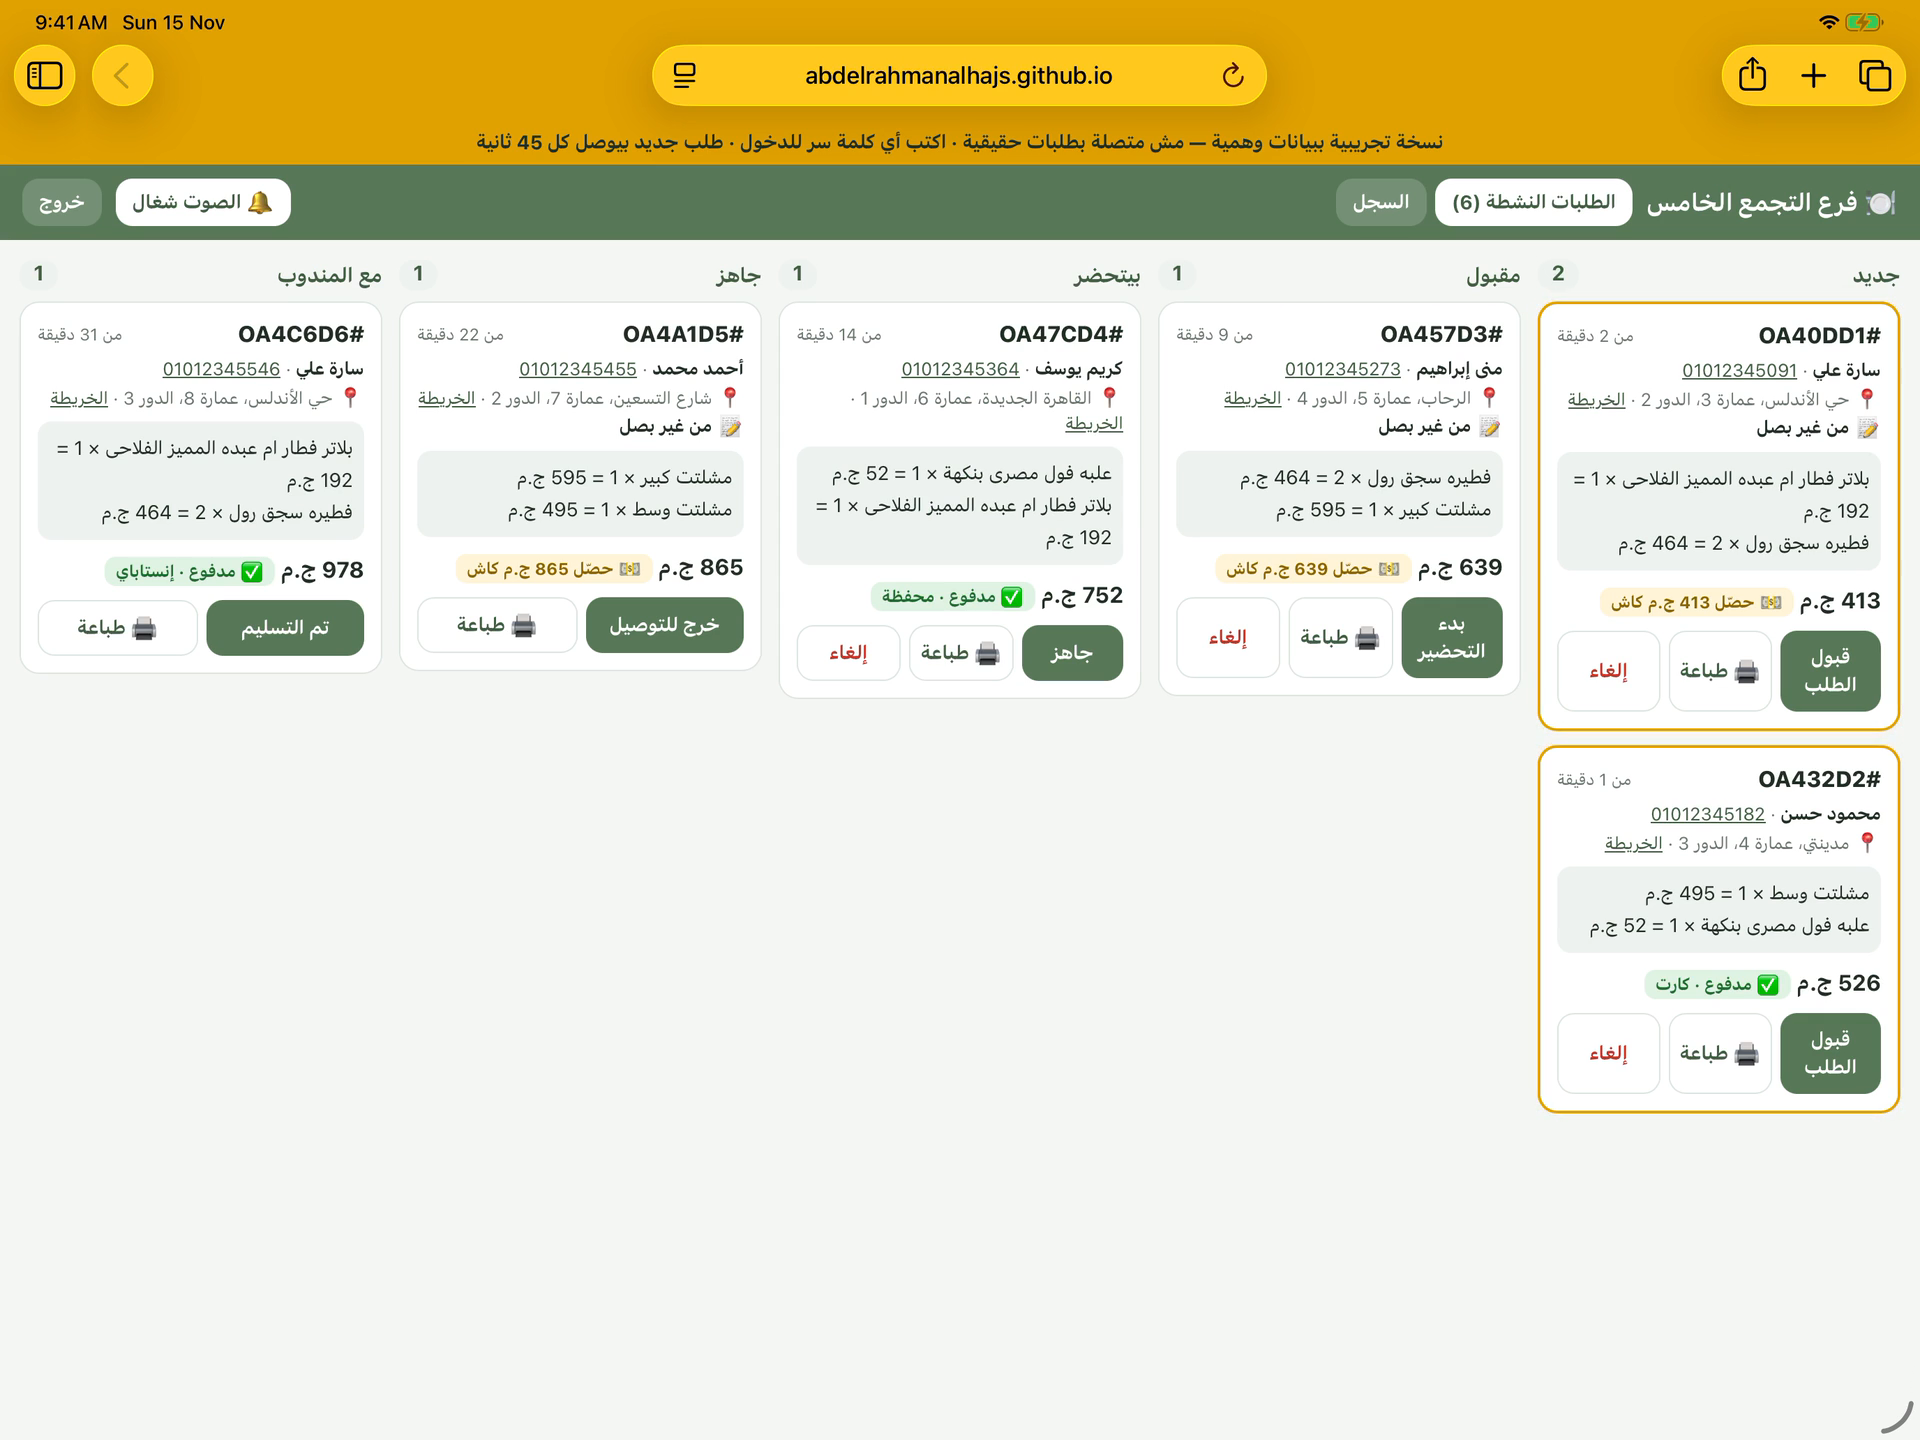 9:41 AM Sun 15 Nov
abdelrahmanalhajs.github.io
نسخة تجريبية ببيانات وهمية — مش متصلة بطلبات حقيقية · اكتب أي كلمة سر للدخول · طلب جديد بيوصل كل 45 ثانية
🍽️ فرع التجمع الخامس
الطلبات النشطة (6)
السجل
🔔 الصوت شغال
خروج
جديد 2
#OA40DD1 من 2 دقيقة
سارة علي · 01012345091
📍 حي الأندلس، عمارة 3، الدور 2 · الخريطة
📝 من غير بصل
بلاتر فطار ام عبده المميز الفلاحى × 1 =
192 ج.م
فطيره سجق رول × 2 = 464 ج.م
413 ج.م 💵 حصّل 413 ج.م كاش
قبول
الطلب
🖨️ طباعة
إلغاء
#OA432D2 من 1 دقيقة
محمود حسن · 01012345182
📍 مدينتي، عمارة 4، الدور 3 · الخريطة
مشلتت وسط × 1 = 495 ج.م
علبه فول مصرى بنكهة × 1 = 52 ج.م
526 ج.م ✅ مدفوع · كارت
قبول
الطلب
🖨️ طباعة
إلغاء
مقبول 1
#OA457D3 من 9 دقيقة
منى إبراهيم · 01012345273
📍 الرحاب، عمارة 5، الدور 4 · الخريطة
📝 من غير بصل
فطيره سجق رول × 2 = 464 ج.م
مشلتت كبير × 1 = 595 ج.م
639 ج.م 💵 حصّل 639 ج.م كاش
بدء
التحضير
🖨️ طباعة
إلغاء
بيتحضر 1
#OA47CD4 من 14 دقيقة
كريم يوسف · 01012345364
📍 القاهرة الجديدة، عمارة 6، الدور 1 ·
الخريطة
علبه فول مصرى بنكهة × 1 = 52 ج.م
بلاتر فطار ام عبده المميز الفلاحى × 1 =
192 ج.م
752 ج.م ✅ مدفوع · محفظة
جاهز
🖨️ طباعة
إلغاء
جاهز 1
#OA4A1D5 من 22 دقيقة
أحمد محمد · 01012345455
📍 شارع التسعين، عمارة 7، الدور 2 · الخريطة
📝 من غير بصل
مشلتت كبير × 1 = 595 ج.م
مشلتت وسط × 1 = 495 ج.م
865 ج.م 💵 حصّل 865 ج.م كاش
خرج للتوصيل
🖨️ طباعة
مع المندوب 1
#OA4C6D6 من 31 دقيقة
سارة علي · 01012345546
📍 حي الأندلس، عمارة 8، الدور 3 · الخريطة
بلاتر فطار ام عبده المميز الفلاحى × 1 =
192 ج.م
فطيره سجق رول × 2 = 464 ج.م
978 ج.م ✅ مدفوع · إنستاباي
تم التسليم
🖨️ طباعة